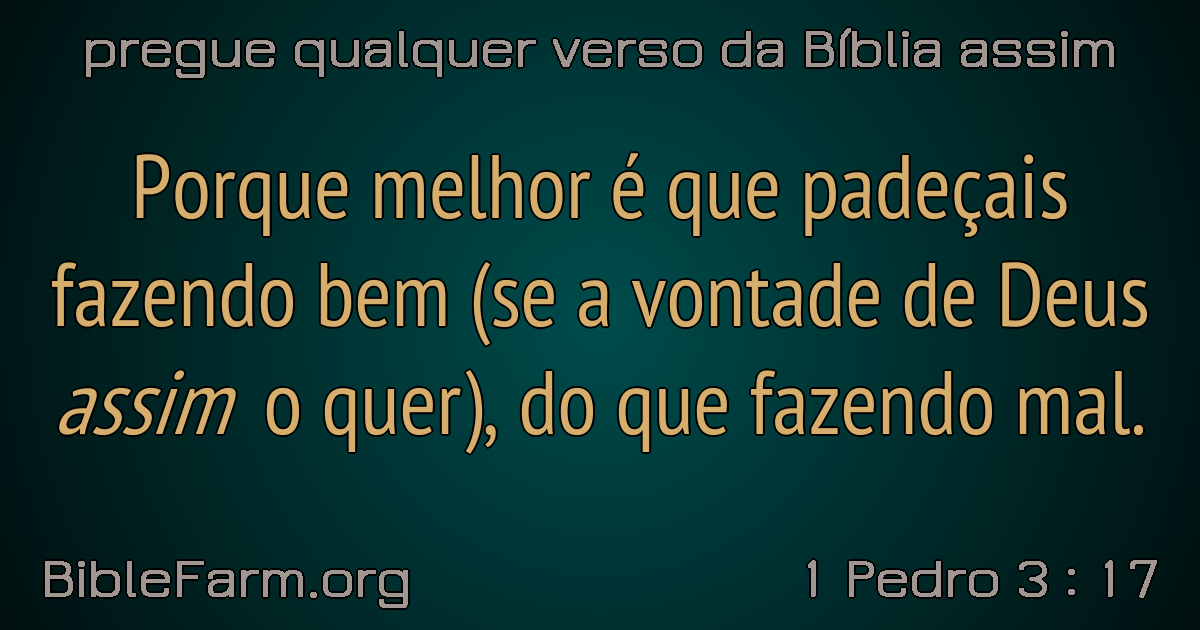 pregue qualquer verso da Bíblia assim
Porque melhor é que padeçais
fazendo bem (se a vontade de Deus
assim o quer), do que fazendo mal.
BibleFarm.org
1 Pedro 3 : 17